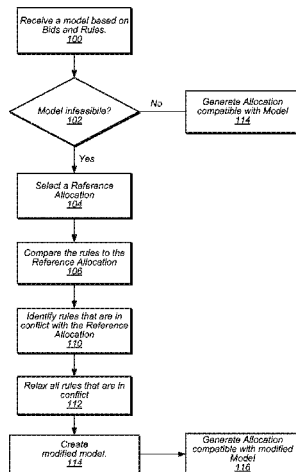 Receive a model based on
Bids and Rules.
100
Model infeasible?
102
No
Generate Allocation
compatible with Model
114
Yes
Select a Reference
Allocation
104
Compare the rules to the
Reference Allocation
106
Identify rules that are in
conflict with the Reference
Allocation
110
Relax all rules that are in
conflict
112
Create
modified model.
114
Generate Allocation
compatible with modified
Model
116